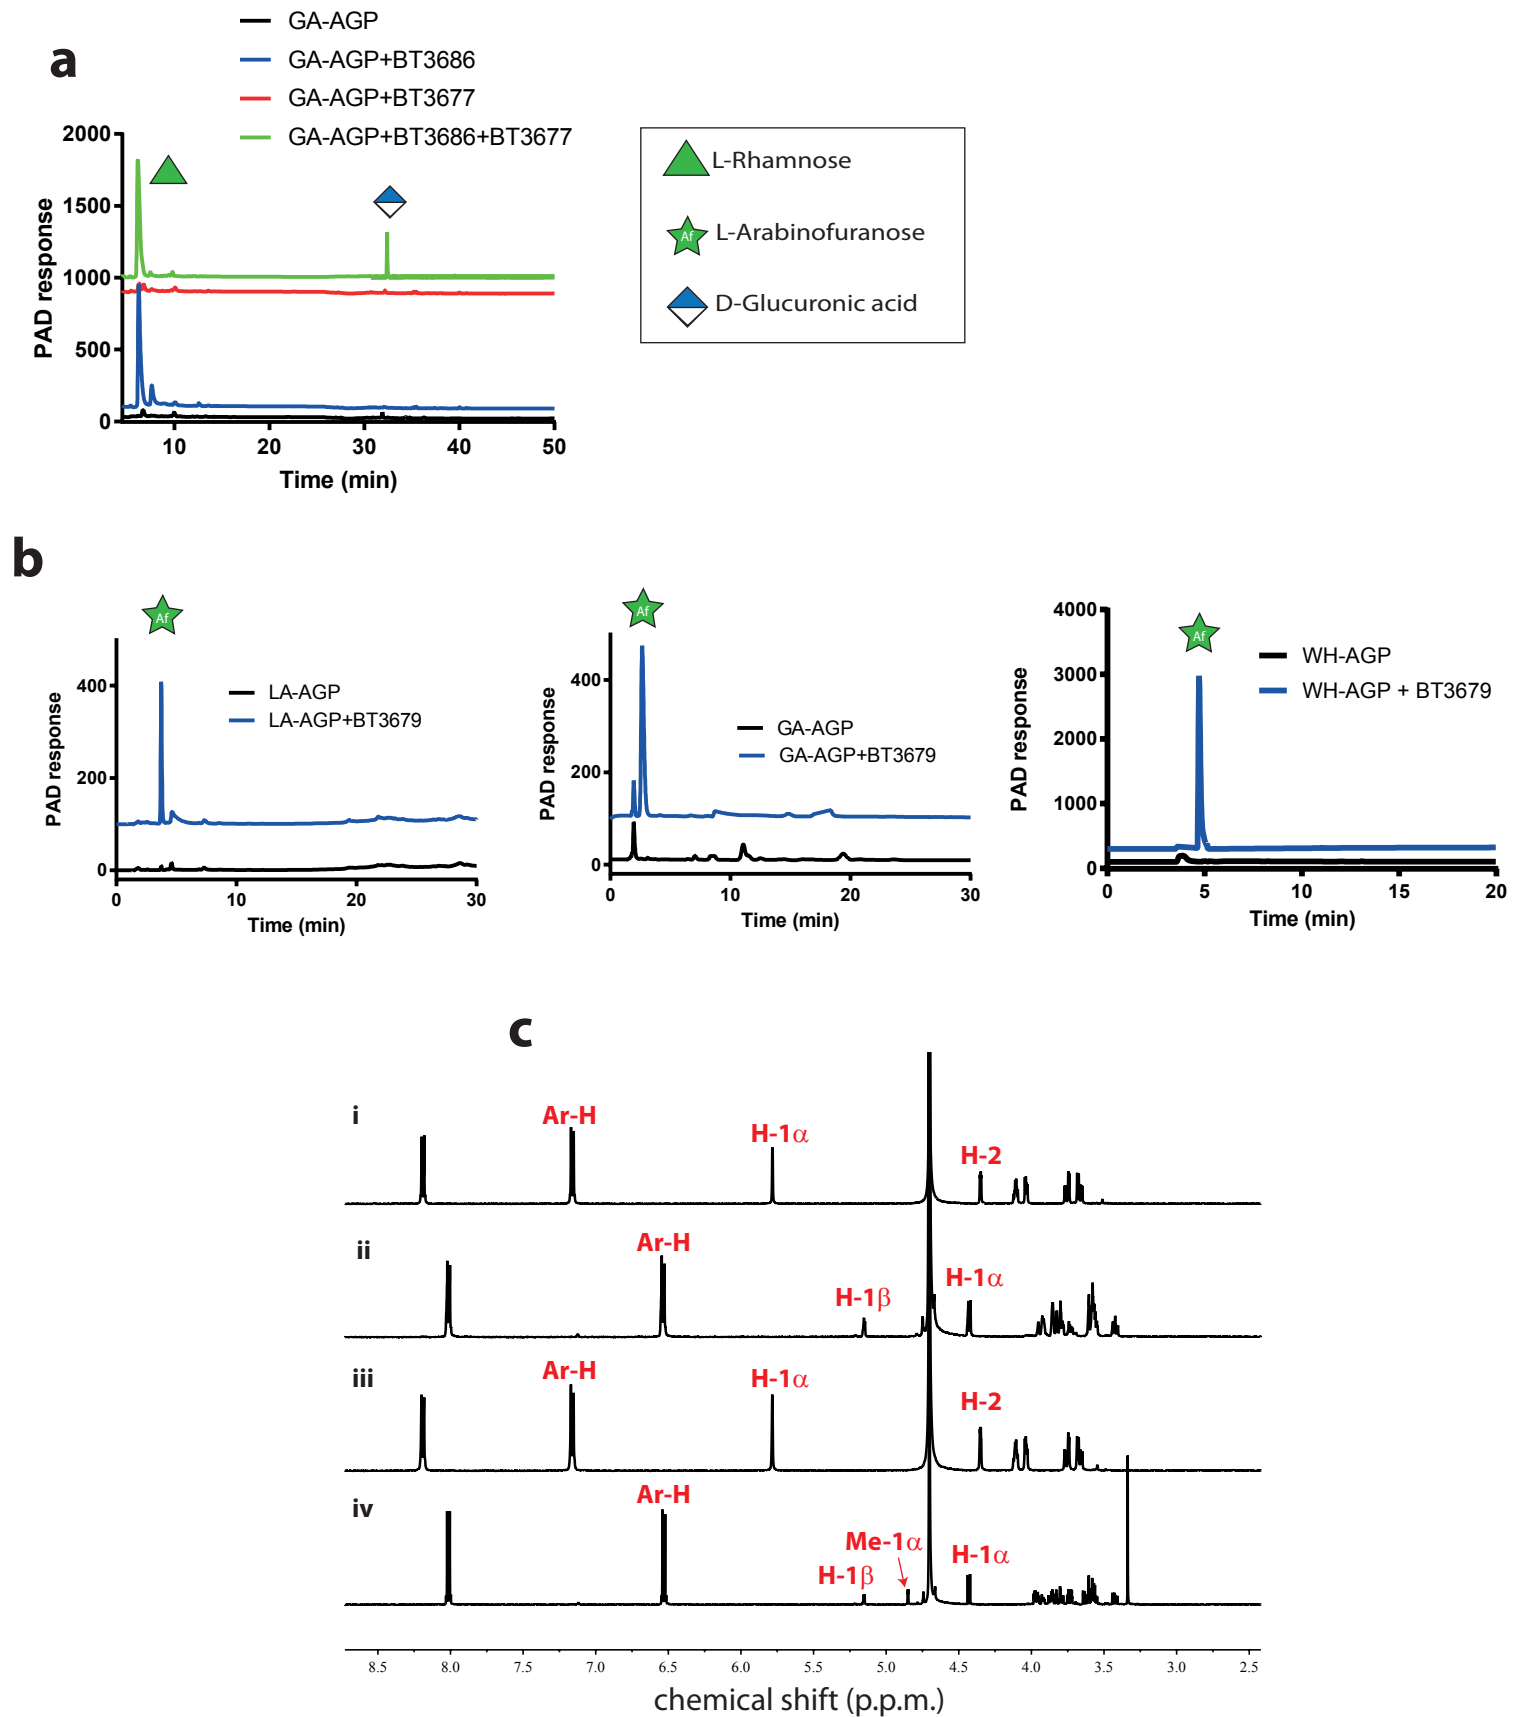 a
GA-AGP
GA-AGP+BT3686
GA-AGP+BT3677
GA-AGP+BT3686+BT3677
2000
1500
1000
500
0
PAD response
10 20 30 40 50
Time (min)
L-Rhamnose
Af L-Arabinofuranose
D-Glucuronic acid
b
Af
400
200
0
PAD response
LA-AGP
LA-AGP+BT3679
0 10 20 30
Time (min)
Af
400
200
0
PAD response
GA-AGP
GA-AGP+BT3679
0 10 20 30
Time (min)
Af
4000
3000
2000
1000
0
PAD response
WH-AGP
WH-AGP + BT3679
0 5 10 15 20
Time (min)
c
i
Ar-H
H-1α
H-2
ii
Ar-H
H-1β
H-1α
iii
Ar-H
H-1α
H-2
iv
Ar-H
Me-1α
H-1β
H-1α
8.5 8.0 7.5 7.0 6.5 6.0 5.5 5.0 4.5 4.0 3.5 3.0 2.5
chemical shift (p.p.m.)